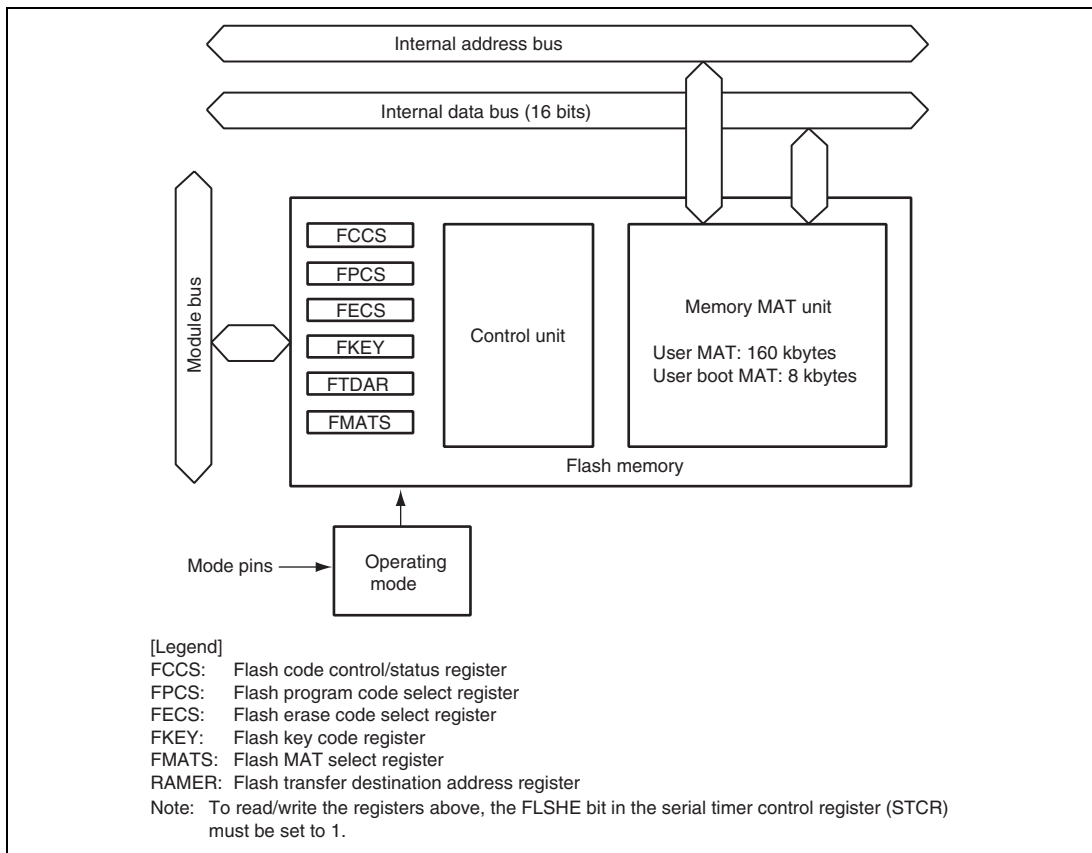 Internal address bus
Internal data bus (16 bits)
Module bus
FCCS
FPCS
FECS
FKEY
FTDAR
FMATS
Control unit
Memory MAT unit
User MAT: 160 kbytes
User boot MAT: 8 kbytes
Flash memory
Mode pins
Operating
mode
[Legend]
FCCS: Flash code control/status register
FPCS: Flash program code select register
FECS: Flash erase code select register
FKEY: Flash key code register
FMATS: Flash MAT select register
RAMER: Flash transfer destination address register
Note: To read/write the registers above, the FLSHE bit in the serial timer control register (STCR)
must be set to 1.